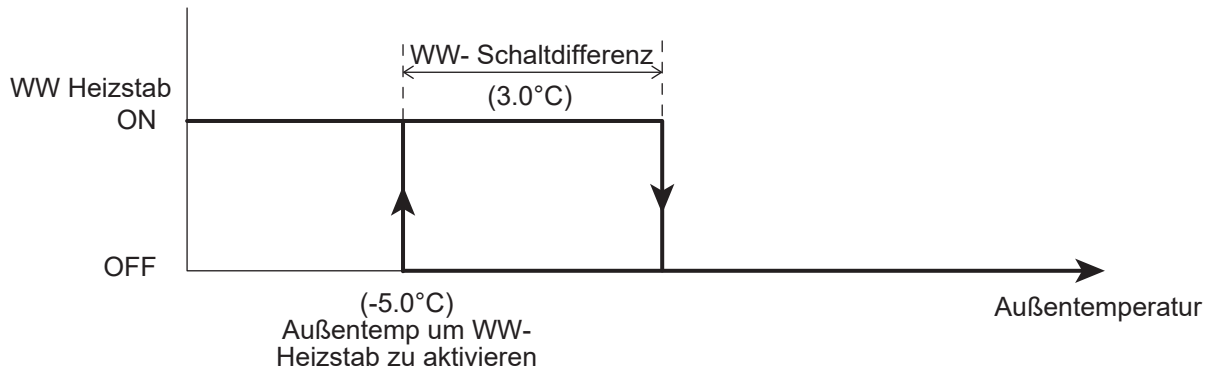 WW- Schaltdifferenz
(3.0°C)
WW Heizstab
ON
OFF
(-5.0°C)
Außentemp um WW-
Heizstab zu aktivieren
Außentemperatur